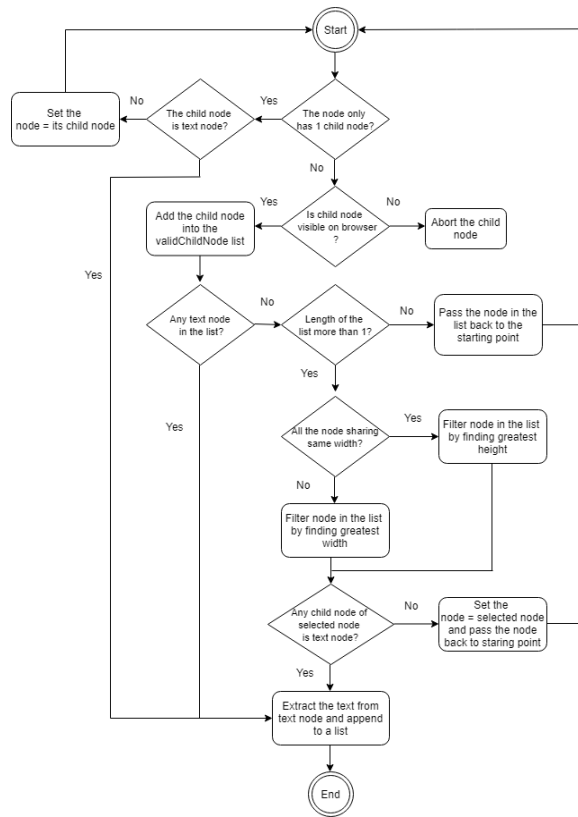 Start
No
Yes
Set the
node = its child node
The child node
is text node?
The node only
has 1 child node?
No
Yes
No
Add the child node
into the
validChildNode list
Is child node
visible on browser
?
Abort the child
node
Yes
No
No
Any text node
in the list?
Length of the
list more than 1?
Pass the node in the
list back to the
starting point
Yes
Yes
Yes
All the node sharing
same width?
Filter node in the list
by finding greatest
height
No
Filter node in the list
by finding greatest
width
Any child node of
selected node
is text node?
No
Set the
node = selected node
and pass the node
back to staring point
Yes
Extract the text from
text node and append
to a list
End